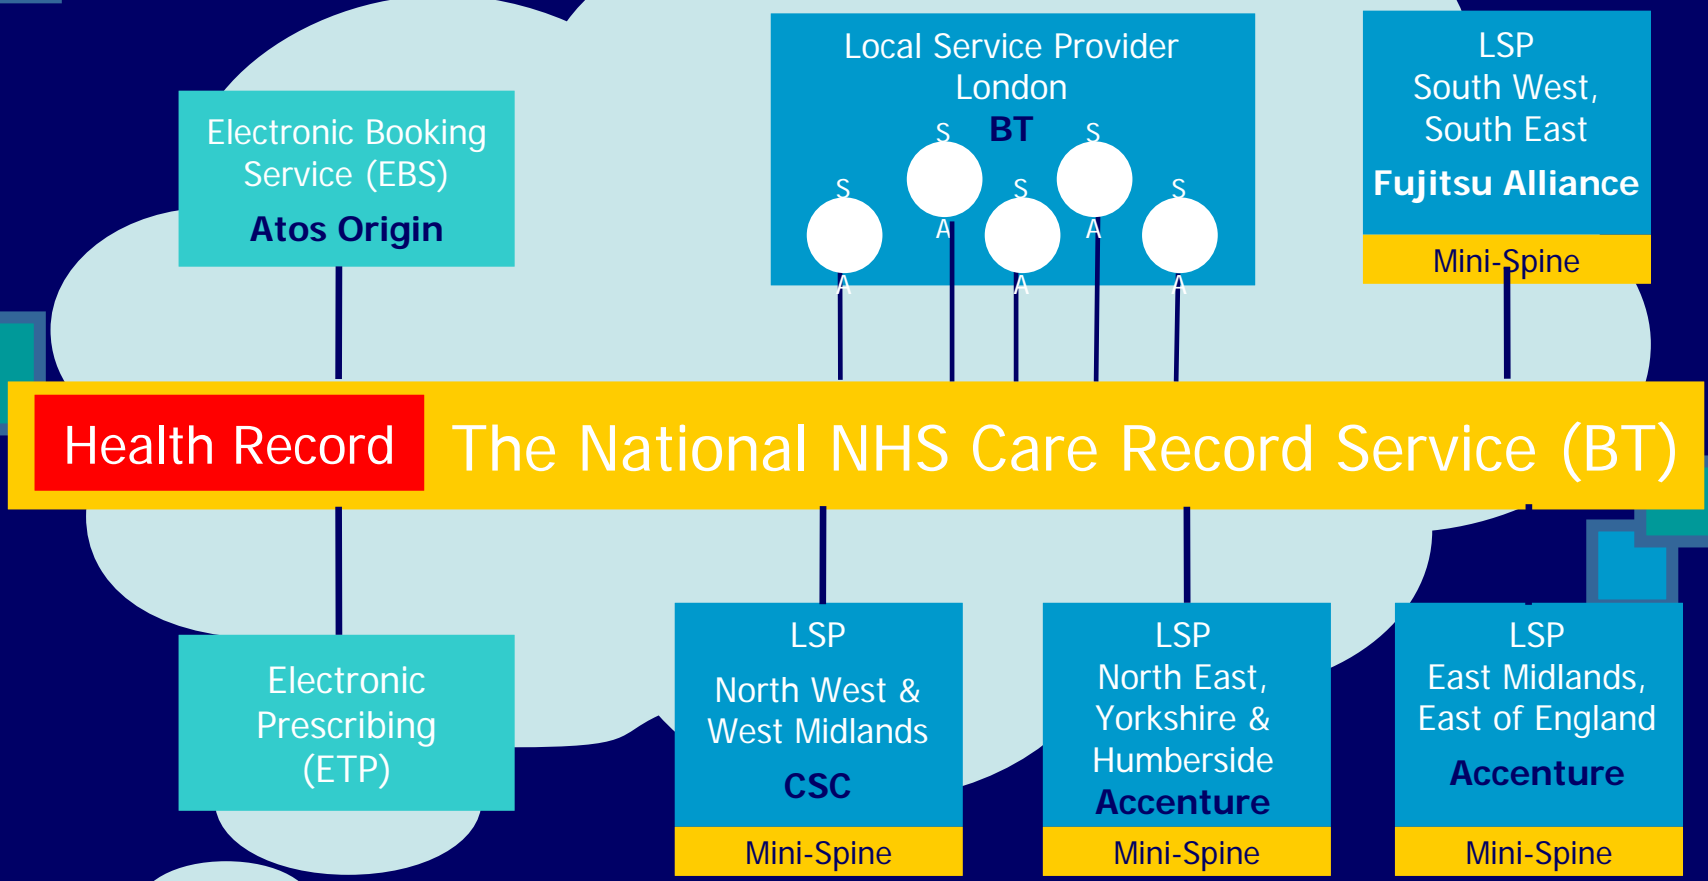 Local Service Provider
London
BT
S
A
S
A
S
A
S
A
S
A
LSP
South West,
South East
Fujitsu Alliance
Mini-Spine
Electronic Booking
Service (EBS)
Atos Origin
Health Record
The National NHS Care Record Service (BT)
Electronic
Prescribing
(ETP)
LSP
North West &
West Midlands
CSC
Mini-Spine
LSP
North East,
Yorkshire &
Humberside
Accenture
Mini-Spine
LSP
East Midlands,
East of England
Accenture
Mini-Spine